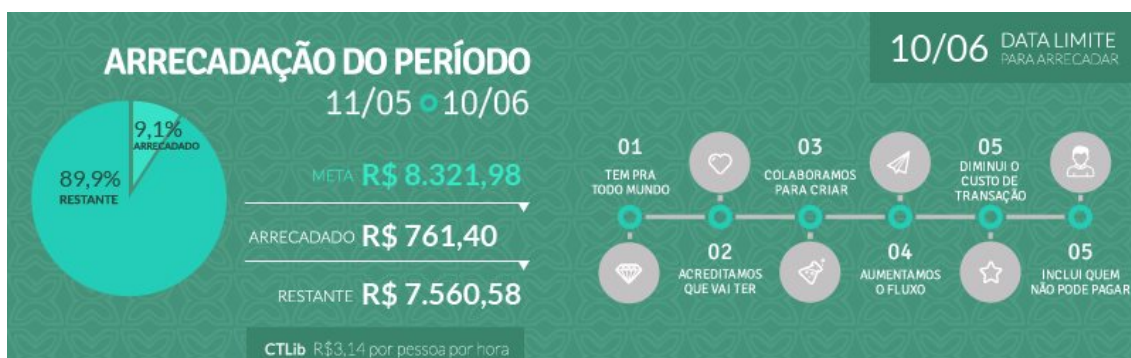 ARRECADAÇÃO DO PERÍODO
11/05 10/06
9,1%
ARRECADADO
89,9%
RESTANTE
META R$ 8.321,98
ARRECADADO R$ 761,40
RESTANTE R$ 7.560,58
CTLib R$3,14 por pessoa por hora
10/06 DATA LIMITE
PARA ARRECADAR
01
TEM PRA
TODO MUNDO
02
ACREDITAMOS
QUE VAI TER
03
COLABORAMOS
PARA CRIAR
04
AUMENTAMOS
O FLUXO
05
DIMINUI O
CUSTO DE
TRANSAÇÃO
05
INCLUI QUEM
NÃO PODE PAGAR